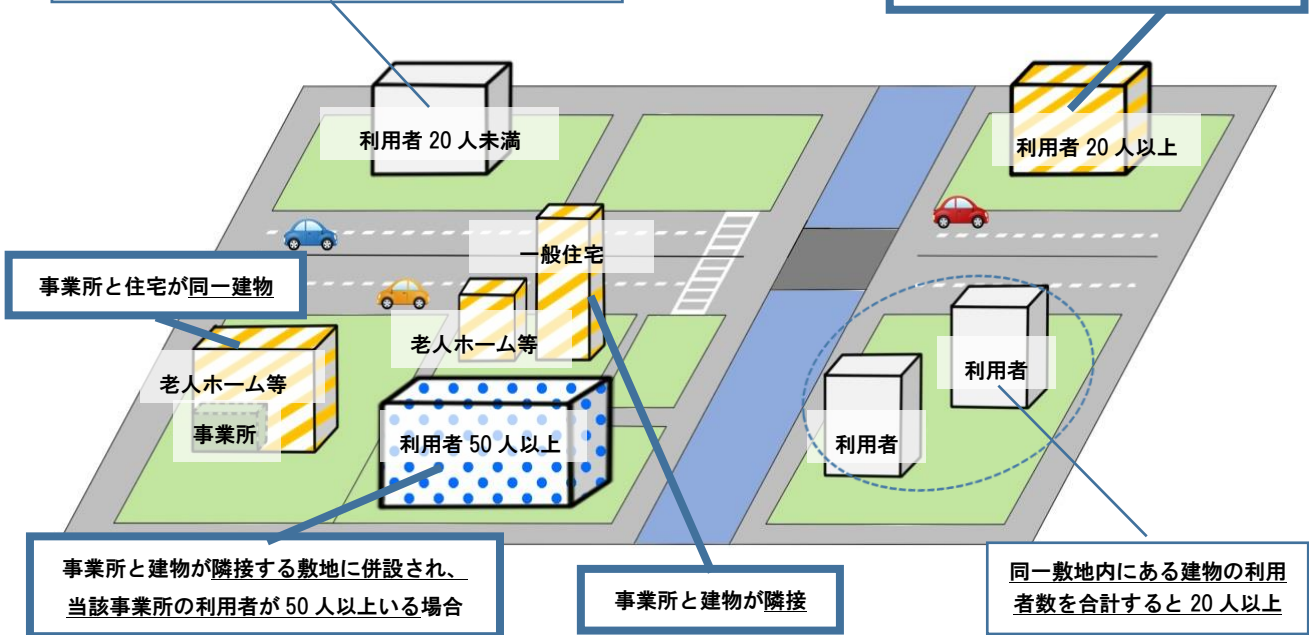 利用者 20 人未満
利用者 20 人以上
一般住宅
事業所と住宅が同一建物
老人ホーム等
老人ホーム等
利用者
事業所
利用者 50 人以上
利用者
事業所と建物が隣接する敷地に併設され、
当該事業所の利用者が 50 人以上いる場合
事業所と建物が隣接
同一敷地内にある建物の利用
者数を合計すると 20 人以上